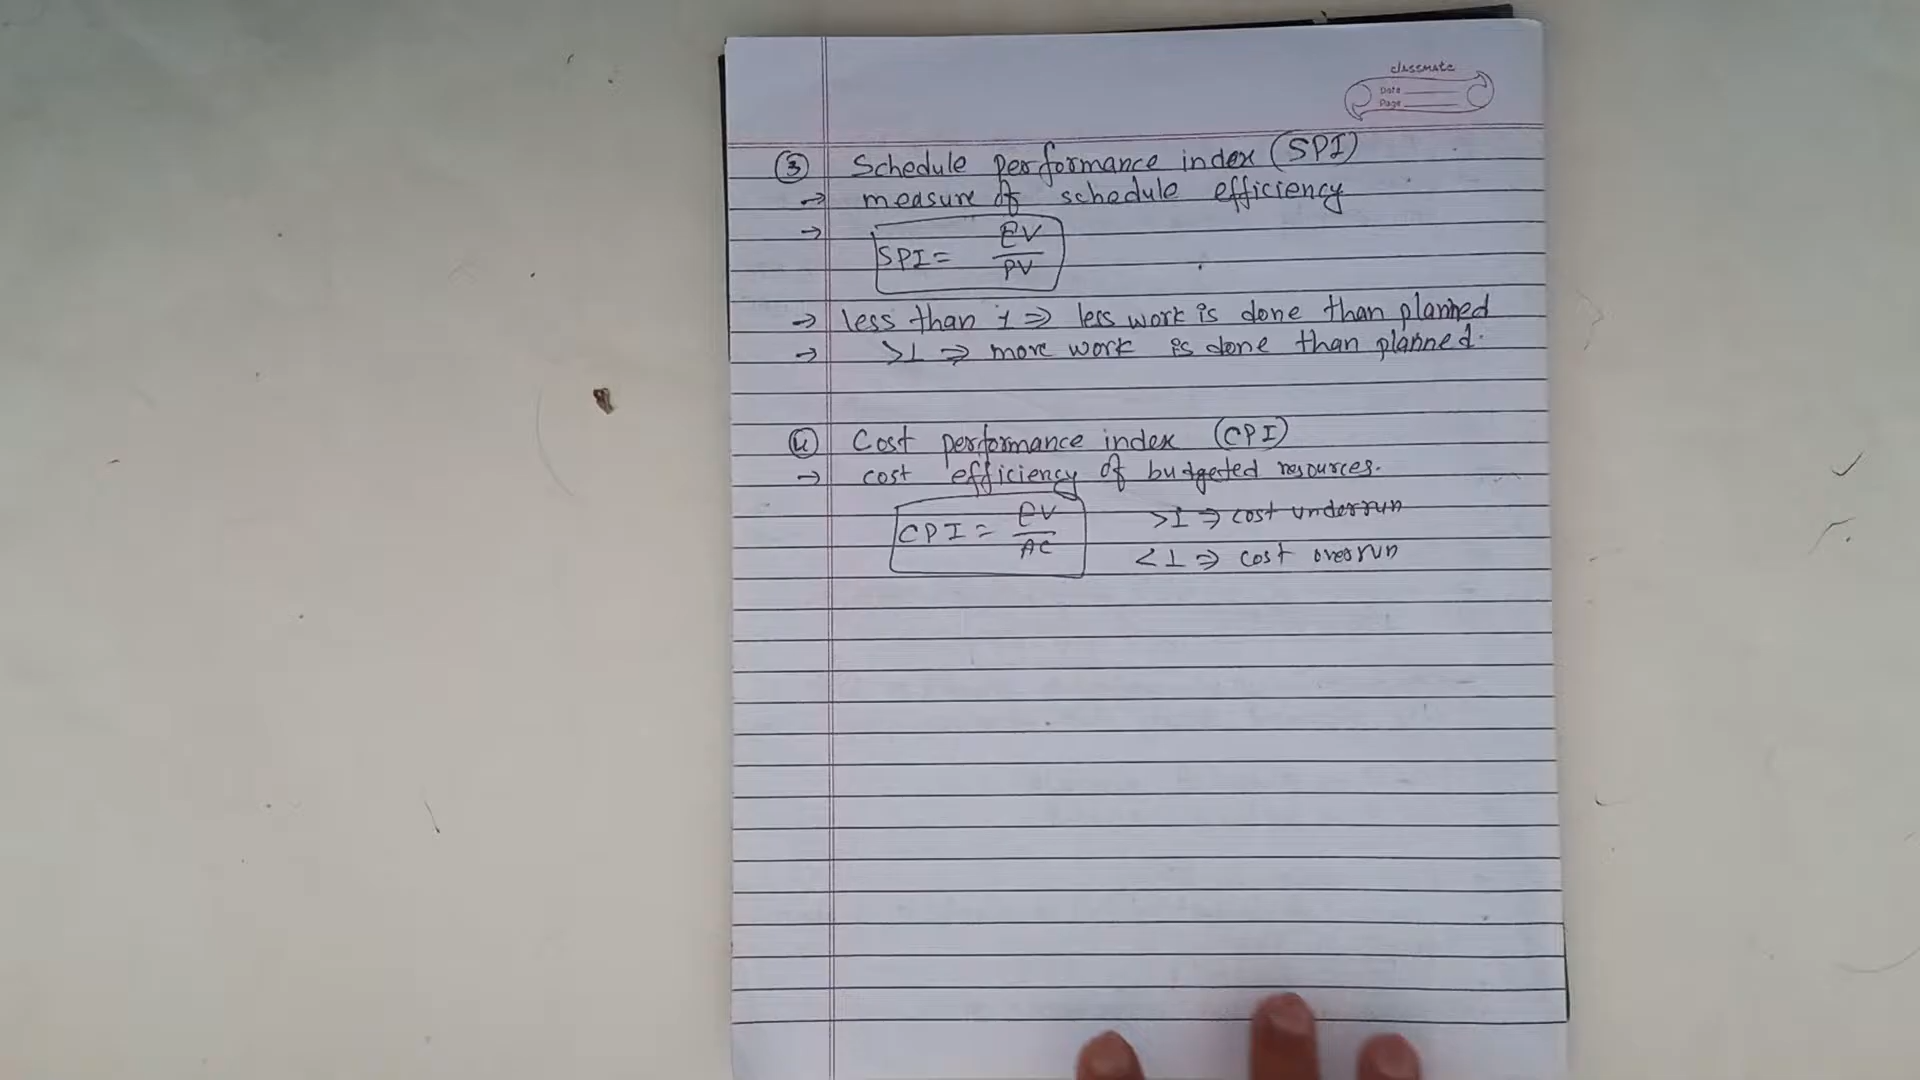 classmate
Date
Page
③ Schedule performance index (SPI)
→ measure of schedule efficiency
→ SPI = EV/PV
→ less than 1 ⇒ less work is done than planned
→ >1 ⇒ more work is done than planned.
④ Cost performance index (CPI)
→ cost efficiency of budgeted resources.
CPI = EV/AC >1 ⇒ cost underrun
<1 ⇒ cost overrun